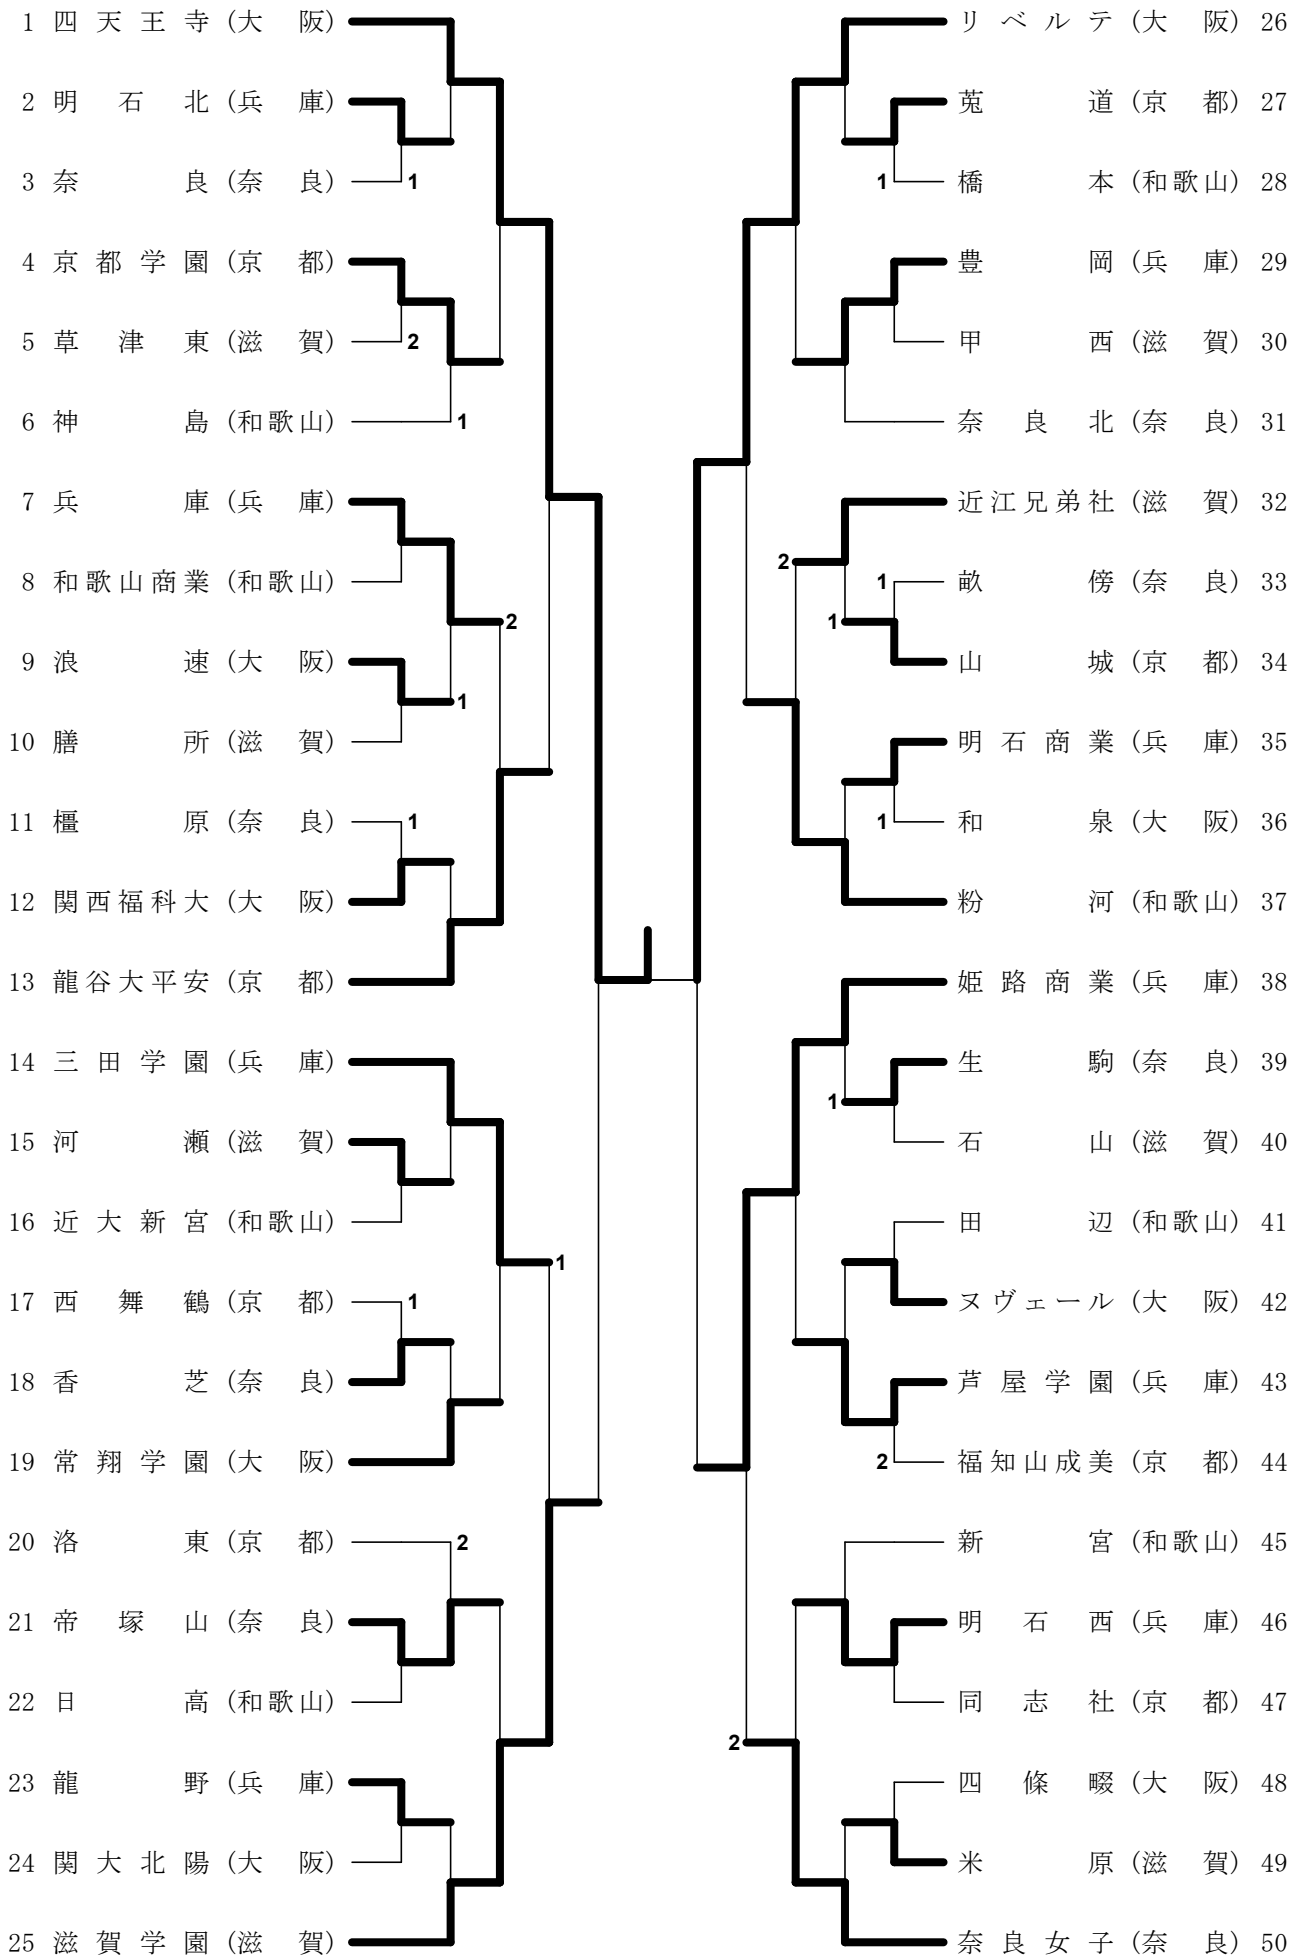 1 四天王寺 (大阪)
2 明石北 (兵庫)
3 奈良 (奈良) 1
4 京都学園 (京都)
5 草津東 (滋賀) 2
6 神島 (和歌山) 1
7 兵庫 (兵庫)
8 和歌山商業 (和歌山)
2
9 浪速 (大阪)
1
10 膳所 (滋賀)
11 橿原 (奈良) 1
12 関西福科大 (大阪)
13 龍谷大平安 (京都)
14 三田学園 (兵庫)
15 河瀬 (滋賀)
16 近大新宮 (和歌山)
1
17 西舞鶴 (京都) 1
18 香芝 (奈良)
19 常翔学園 (大阪)
20 洛東 (京都) 2
21 帝塚山 (奈良)
22 日高 (和歌山)
23 龍野 (兵庫)
24 関大北陽 (大阪)
25 滋賀学園 (滋賀)
リベルテ (大阪) 26
莵道 (京都) 27
1 橋本 (和歌山) 28
豊岡 (兵庫) 29
甲西 (滋賀) 30
奈良北 (奈良) 31
近江兄弟社 (滋賀) 32
2
1 畝傍 (奈良) 33
1
山城 (京都) 34
明石商業 (兵庫) 35
1 和泉 (大阪) 36
粉河 (和歌山) 37
姫路商業 (兵庫) 38
生駒 (奈良) 39
1
石山 (滋賀) 40
田辺 (和歌山) 41
ヌヴェール (大阪) 42
芦屋学園 (兵庫) 43
2 福知山成美 (京都) 44
新宮 (和歌山) 45
明石西 (兵庫) 46
同志社 (京都) 47
2
四條畷 (大阪) 48
米原 (滋賀) 49
奈良女子 (奈良) 50